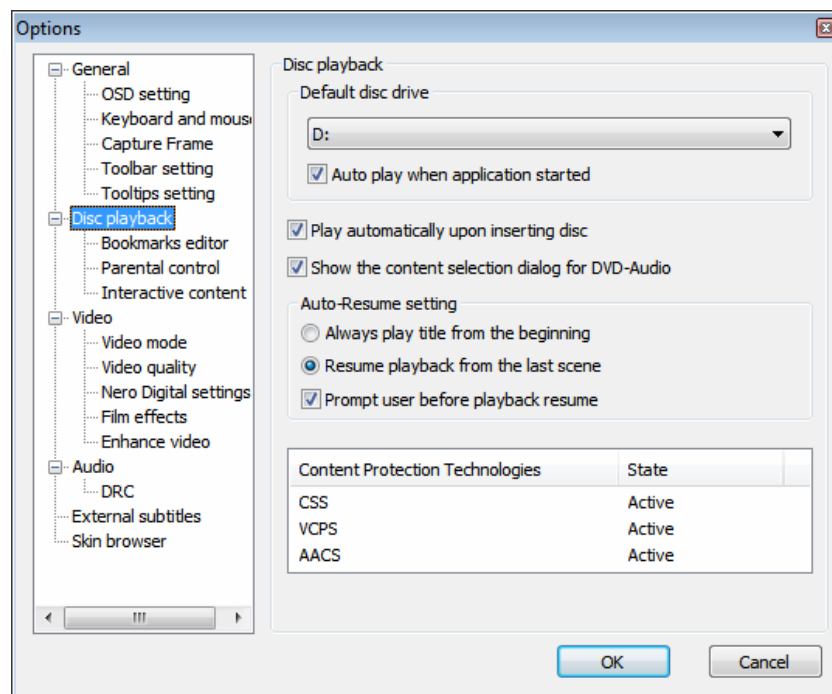 Options
General
OSD setting
Keyboard and mouse
Capture Frame
Toolbar setting
Tooltips setting
Disc playback
Bookmarks editor
Parental control
Interactive content
Video
Video mode
Video quality
Nero Digital settings
Film effects
Enhance video
Audio
DRC
External subtitles
Skin browser
Disc playback
Default disc drive
D:
Auto play when application started
Play automatically upon inserting disc
Show the content selection dialog for DVD-Audio
Auto-Resume setting
Always play title from the beginning
Resume playback from the last scene
Prompt user before playback resume
Content Protection Technologies State
CSS Active
VCPS Active
AACS Active
OK Cancel